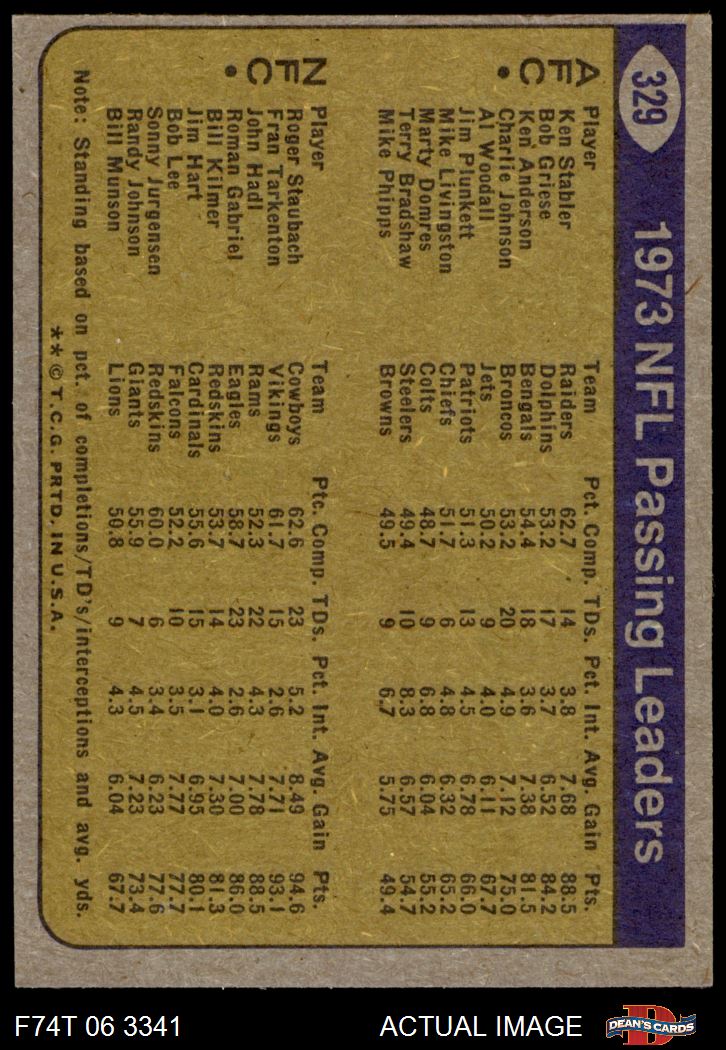 329 1973 NFL Passing Leaders
AFC • Player Team Pct. Comp. TDs. Pct. Int. Avg. Gain Pts.
Ken Stabler Raiders 62.7 14 3.8 7.68 88.5
Bob Griese Dolphins 53.2 17 3.7 6.52 84.2
Ken Anderson Bengals 54.4 18 3.6 7.38 81.5
Charlie Johnson Broncos 53.2 20 4.9 7.12 75.0
Al Woodall Jets 50.2 9 4.0 6.11 67.7
Jim Plunkett Patriots 51.3 13 4.5 6.78 66.0
Mike Livingston Chiefs 51.7 6 4.8 6.32 65.2
Marty Domres Colts 48.7 9 6.8 6.04 55.2
Terry Bradshaw Steelers 49.4 10 8.3 6.57 54.7
Mike Phipps Browns 49.5 9 6.7 5.75 49.4
NFC • Player Team Ptc. Comp. TDs. Pct. Int. Avg. Gain Pts.
Roger Staubach Cowboys 62.6 23 5.2 8.49 94.6
Fran Tarkenton Vikings 61.7 15 2.6 7.71 93.1
John Hadl Rams 52.3 22 4.3 7.78 88.5
Roman Gabriel Eagles 58.7 23 2.6 7.00 86.0
Bill Kilmer Redskins 53.7 14 4.0 7.30 81.3
Jim Hart Cardinals 55.6 15 3.1 6.95 80.1
Bob Lee Falcons 52.2 10 3.5 7.77 77.7
Sonny Jurgensen Redskins 60.0 6 3.4 6.23 77.6
Randy Johnson Giants 55.9 7 4.5 7.23 73.4
Bill Munson Lions 50.8 9 4.3 6.04 67.7
Note: Standing based on pct. of completions/TD's/interceptions and avg. yds.
**© T.C.G. PRTD. IN U.S.A.
F74T 06 3341 ACTUAL IMAGE D DEAN'S CARDS